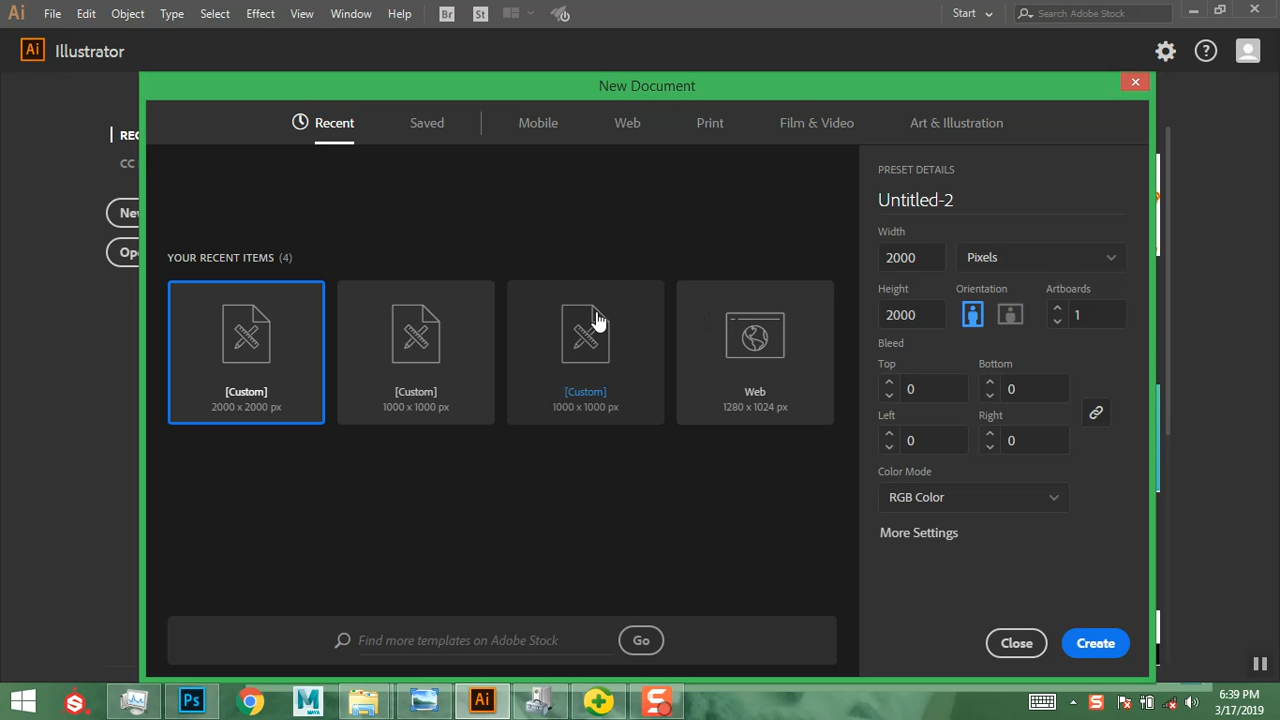 Ai File Edit Object Type Select Effect View Window Help Br St Start Search Adobe Stock
Ai Illustrator
New Document
Recent Saved Mobile Web Print Film & Video Art & Illustration
REC
CC
New
Ope
YOUR RECENT ITEMS (4)
[Custom]
2000 x 2000 px
[Custom]
1000 x 1000 px
[Custom]
1000 x 1000 px
Web
1280 x 1024 px
Find more templates on Adobe Stock Go
PRESET DETAILS
Untitled-2
Width
2000 Pixels
Height Orientation Artboards
2000 1
Bleed
Top Bottom
0 0
Left Right
0 0
Color Mode
RGB Color
More Settings
Close Create
Ps Ai
6:39 PM
3/17/2019